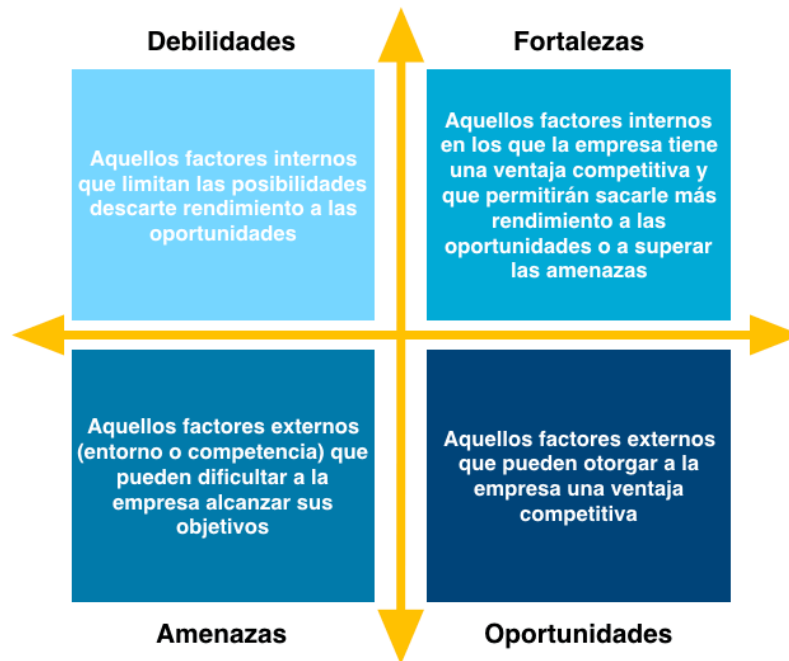 Debilidades
Fortalezas
Aquellos factores internos
que limitan las posibilidades
descarte rendimiento a las
oportunidades
Aquellos factores internos
en los que la empresa tiene
una ventaja competitiva y
que permitirán sacarle más
rendimiento a las
oportunidades o a superar
las amenazas
Aquellos factores externos
(entorno o competencia) que
pueden dificultar a la
empresa alcanzar sus
objetivos
Aquellos factores externos
que pueden otorgar a la
empresa una ventaja
competitiva
Amenazas
Oportunidades